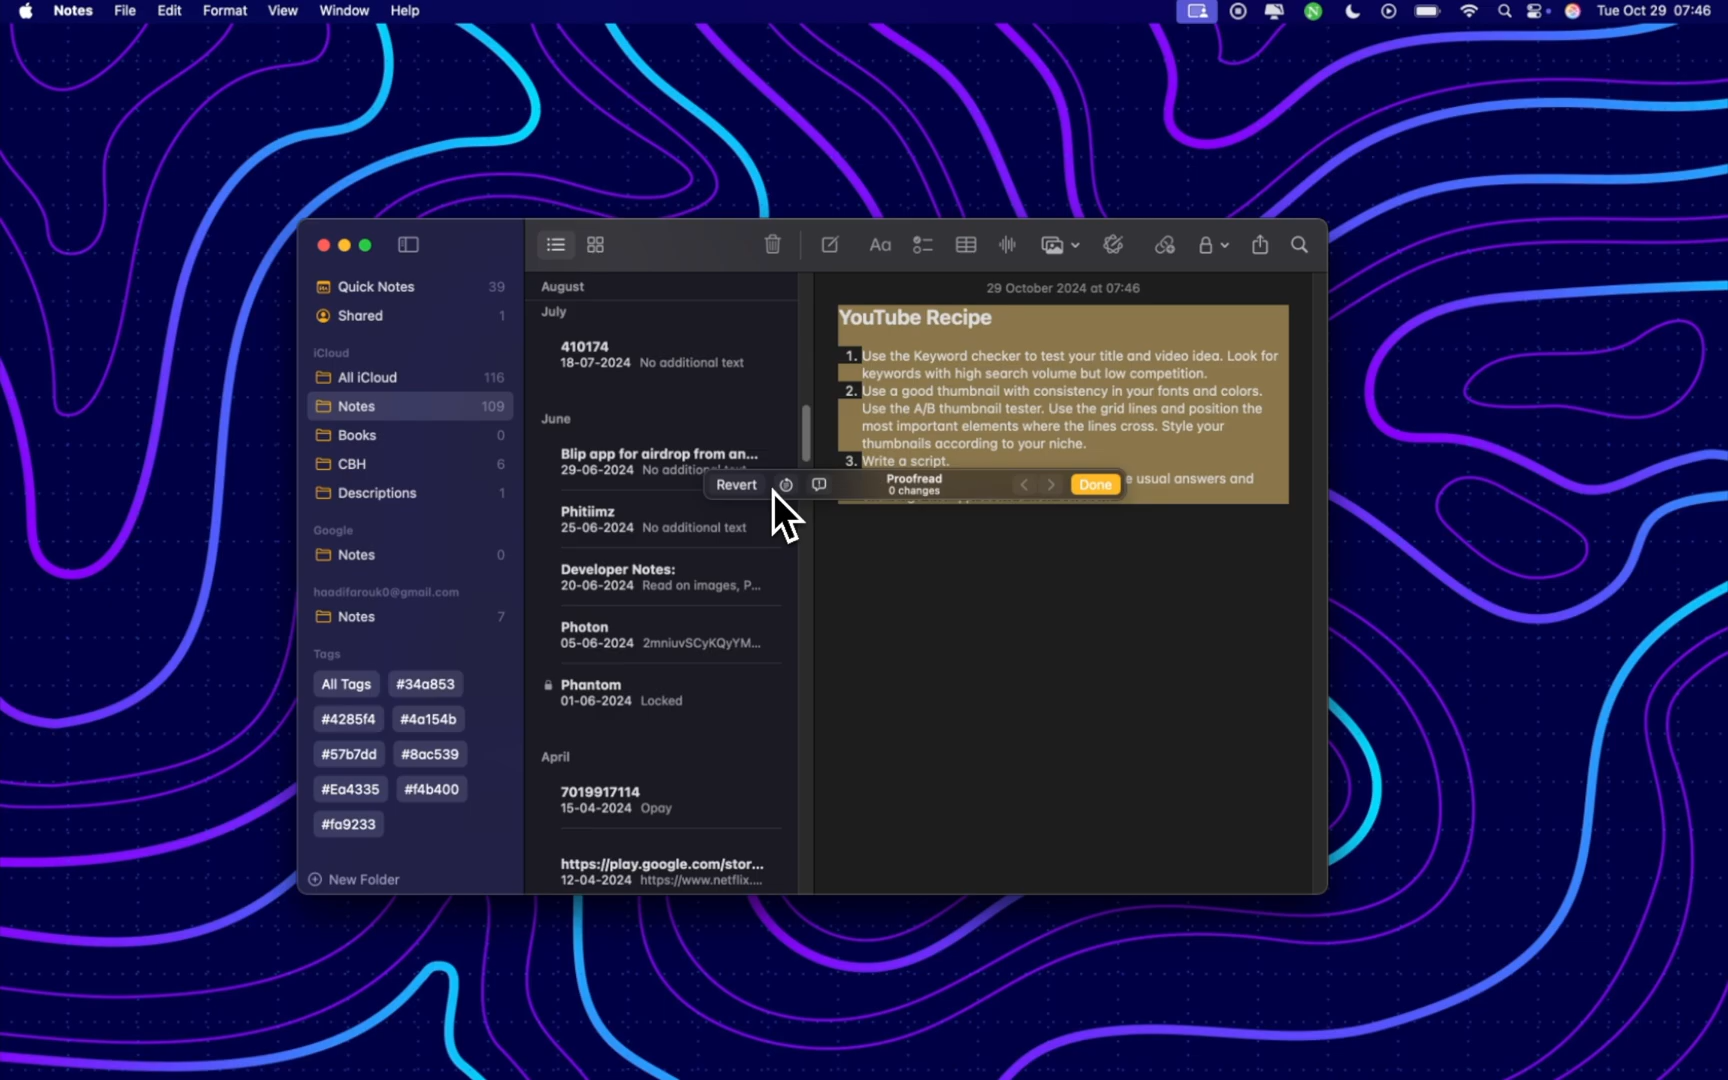 Notes File Edit Format View Window Help
Tue Oct 29 07:46
Quick Notes 39
Shared 1
iCloud
All iCloud 116
Notes 109
Books 0
CBH 6
Descriptions 1
Google
Notes 0
haadifarouk0@gmail.com
Notes 7
Tags
All Tags #34a853
#4285f4 #4a154b
#57b7dd #8ac539
#Ea4335 #f4b400
#fa9233
New Folder
August
July
410174
18-07-2024 No additional text
June
Blip app for airdrop from an...
29-06-2024 No additional text
Phitiimz
25-06-2024 No additional text
Developer Notes:
20-06-2024 Read on images, P...
Photon
05-06-2024 2mniuvSCyKQyYM...
Phantom
01-06-2024 Locked
April
7019917114
15-04-2024 Opay
https://play.google.com/stor...
12-04-2024 https://www.netflix....
Aa
29 October 2024 at 07:46
YouTube Recipe
1. Use the Keyword checker to test your title and video idea. Look for
keywords with high search volume but low competition.
2. Use a good thumbnail with consistency in your fonts and colors.
Use the A/B thumbnail tester. Use the grid lines and position the
most important elements where the lines cross. Style your
thumbnails according to your niche.
3. Write a script.
e usual answers and
Revert
Proofread
0 changes
Done